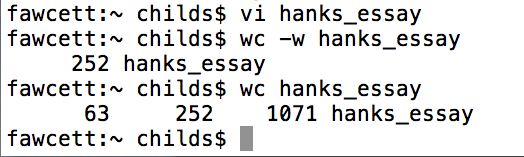 fawcett:~ childs$ vi hanks_essay
fawcett:~ childs$ wc -w hanks_essay
     252 hanks_essay
fawcett:~ childs$ wc hanks_essay
      63     252    1071 hanks_essay
fawcett:~ childs$